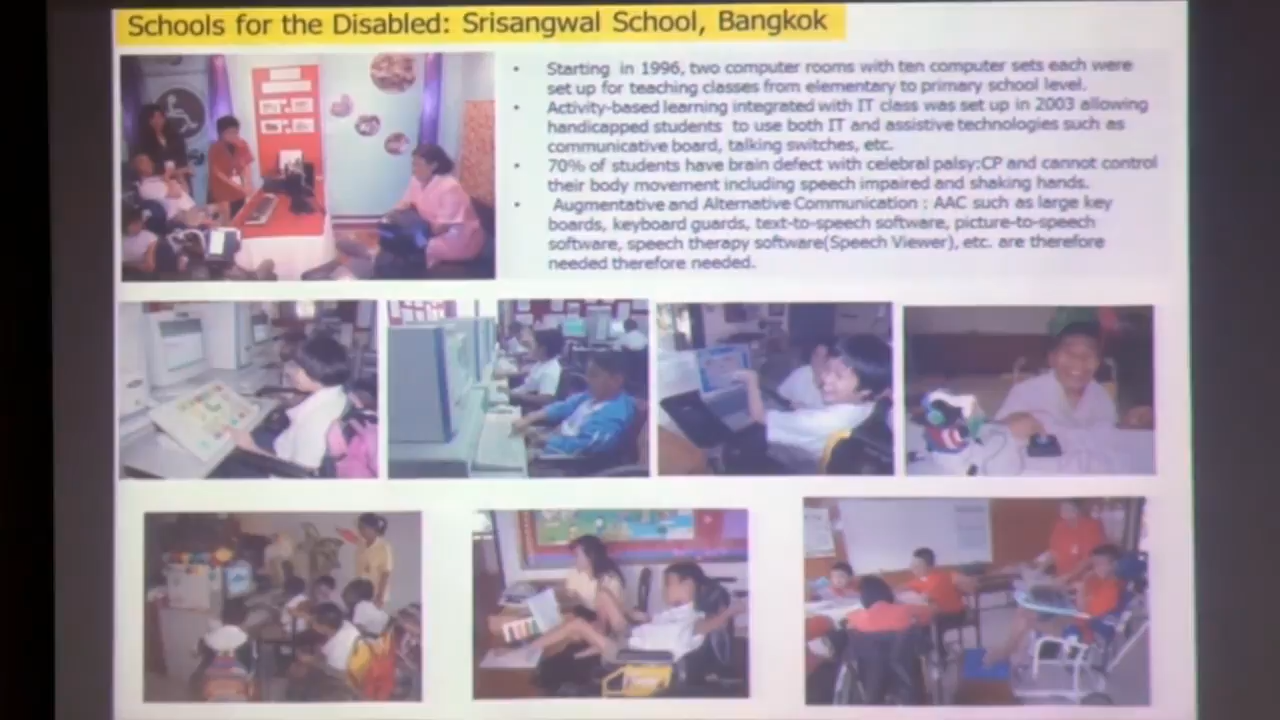 Schools for the Disabled: Srisangwal School, Bangkok
• Starting in 1996, two computer rooms with ten computer sets each were
set up for teaching classes from elementary to primary school level.
• Activity-based learning integrated with IT class was set up in 2003 allowing
handicapped students to use both IT and assistive technologies such as
communicative board, talking switches, etc.
• 70% of students have brain defect with celebral palsy:CP and cannot control
their body movement including speech impaired and shaking hands.
• Augmentative and Alternative Communication : AAC such as large key
boards, keyboard guards, text-to-speech software, picture-to-speech
software, speech therapy software(Speech Viewer), etc. are therefore
needed therefore needed.